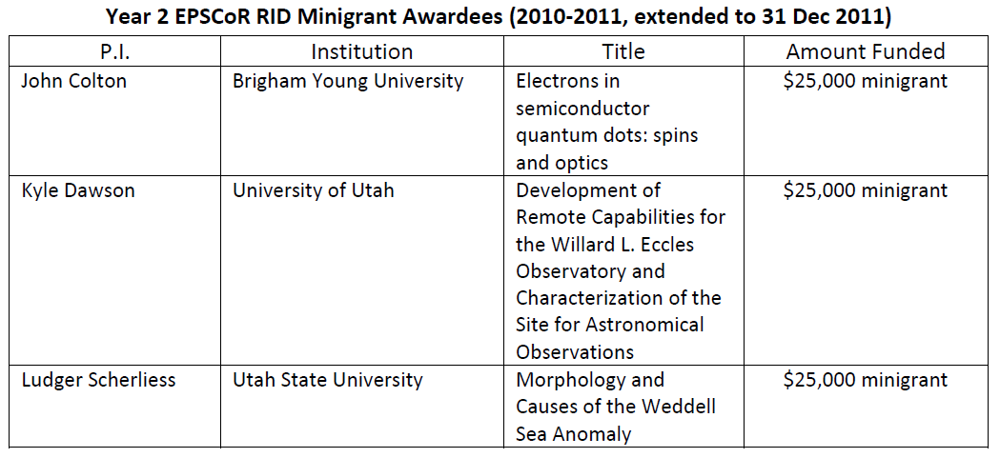 Year 2 EPSCoR RID Minigrant Awardees (2010-2011, extended to 31 Dec 2011)
P.I. Institution Title Amount Funded
John Colton Brigham Young University Electrons in $25,000 minigrant
semiconductor
quantum dots: spins
and optics
Kyle Dawson University of Utah Development of $25,000 minigrant
Remote Capabilities for
the Willard L. Eccles
Observatory and
Characterization of the
Site for Astronomical
Observations
Ludger Scherliess Utah State University Morphology and $25,000 minigrant
Causes of the Weddell
Sea Anomaly